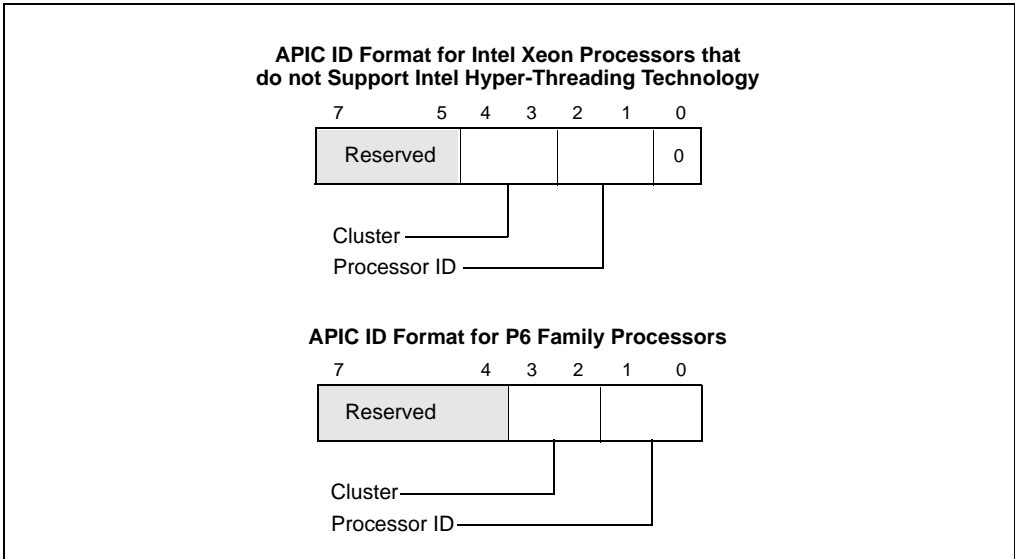 APIC ID Format for Intel Xeon Processors that
do not Support Intel Hyper-Threading Technology
7 5 4 3 2 1 0
Reserved 0
Cluster
Processor ID
APIC ID Format for P6 Family Processors
7 4 3 2 1 0
Reserved
Cluster
Processor ID